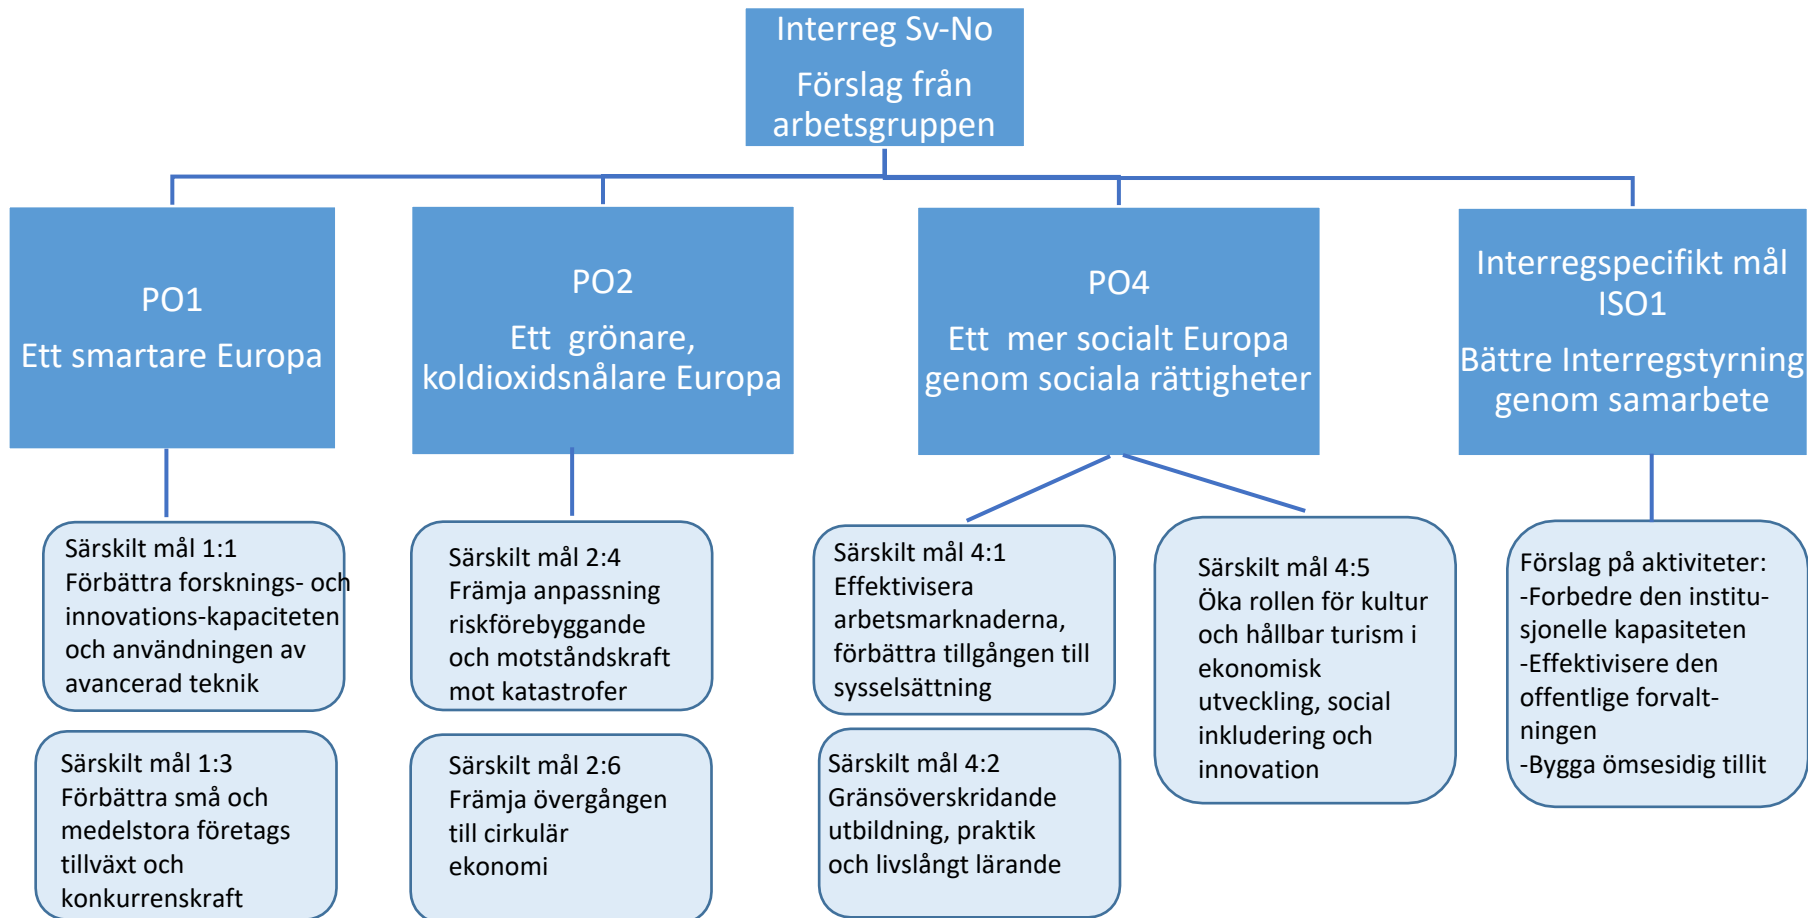 Interreg Sv-No
Förslag från
arbetsgruppen
PO1
Ett smartare Europa
PO2
Ett grönare,
koldioxidsnålare Europa
PO4
Ett mer socialt Europa
genom sociala rättigheter
Interregspecifikt mål
ISO1
Bättre Interregstyrning
genom samarbete
Särskilt mål 1:1
Förbättra forsknings- och
innovations-kapaciteten
och användningen av
avancerad teknik
Särskilt mål 1:3
Förbättra små och
medelstora företags
tillväxt och
konkurrenskraft
Särskilt mål 2:4
Främja anpassning
riskförebyggande
och motståndskraft
mot katastrofer
Särskilt mål 2:6
Främja övergången
till cirkulär
ekonomi
Särskilt mål 4:1
Effektivisera
arbetsmarknaderna,
förbättra tillgången till
sysselsättning
Särskilt mål 4:2
Gränsöverskridande
utbildning, praktik
och livslångt lärande
Särskilt mål 4:5
Öka rollen för kultur
och hållbar turism i
ekonomisk
utveckling, social
inkludering och
innovation
Förslag på aktiviteter:
-Forbedre den institu-
sjonelle kapasiteten
-Effektivisere den
offentlige forvalt-
ningen
-Bygga ömsesidig tillit